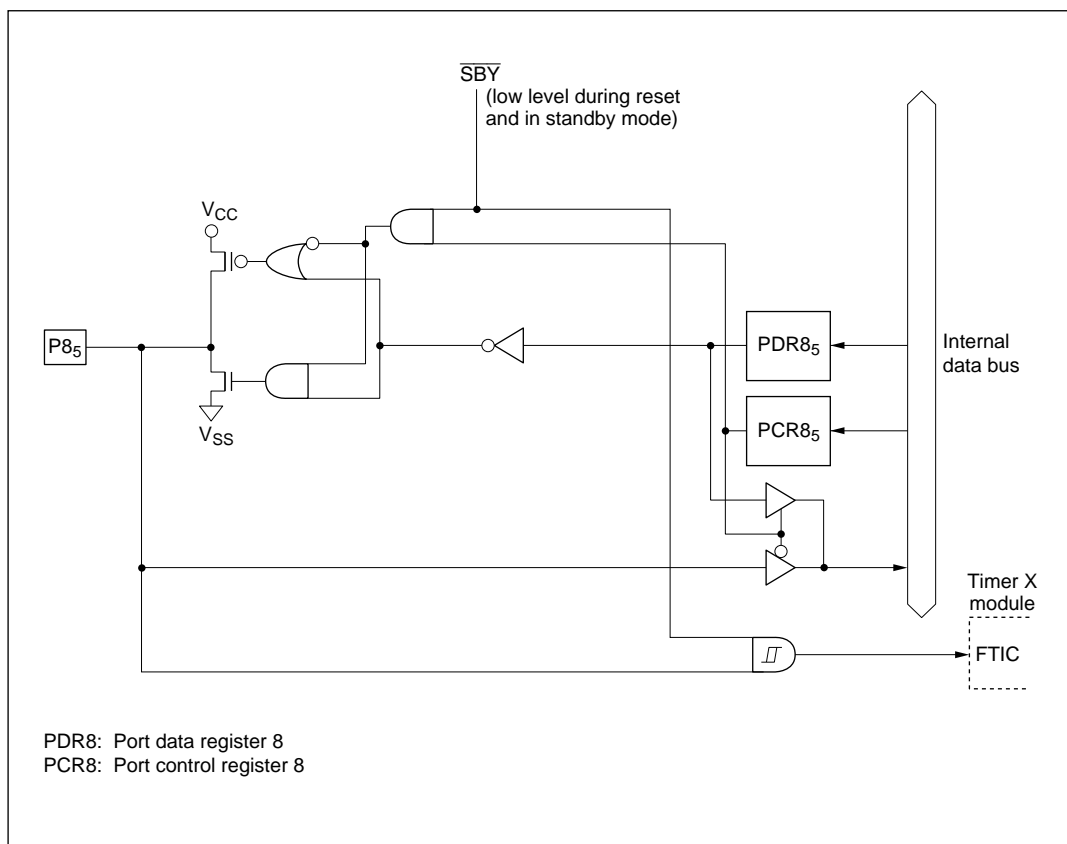 SBY
(low level during reset
and in standby mode)
VCC
P85
VSS
PDR85
PCR85
Internal
data bus
Timer X
module
FTIC
PDR8: Port data register 8
PCR8: Port control register 8